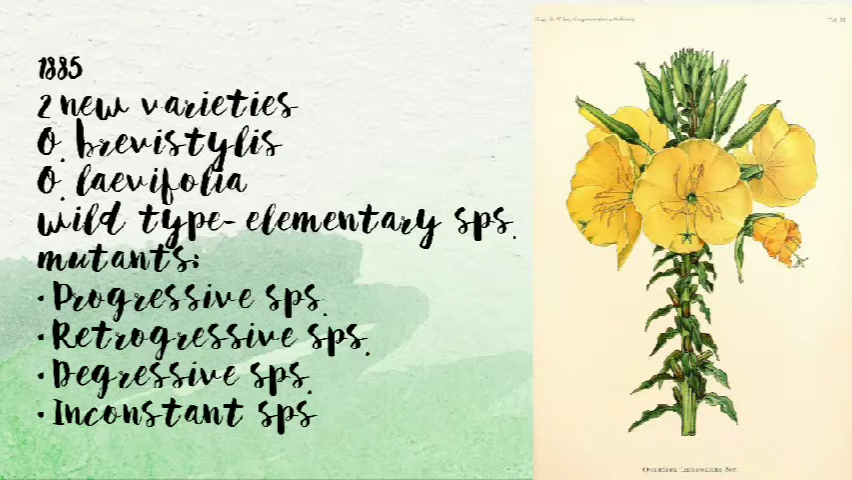 1885
2 new varieties
O. brevistylis
O. laevifolia
wild type- elementary sps.
mutants:
• Progressive sps.
• Retrogressive sps.
• Degressive sps.
• Inconstant sps